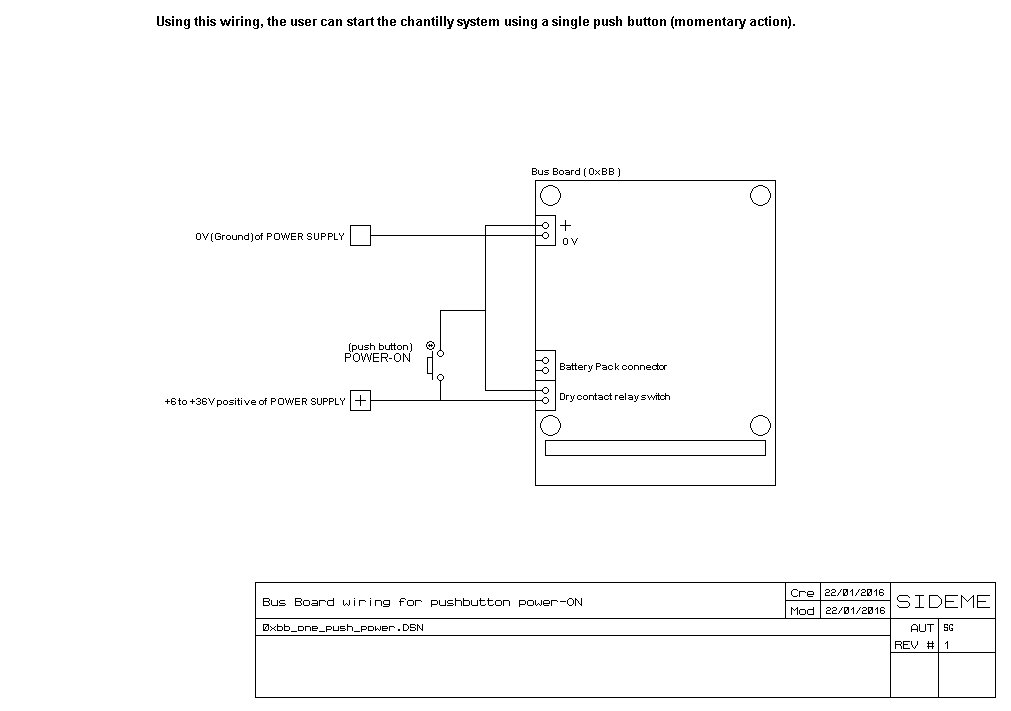 Using this wiring, the user can start the chantilly system using a single push button (momentary action).
Bus Board ( 0xBB )
+
0V (Ground) of POWER SUPPLY
0 V
(push button)
POWER-ON
Battery Pack connector
+6 to +36V positive of POWER SUPPLY
+
Dry contact relay switch
Bus Board wiring for pushbutton power-ON
Cre 22/01/2016
Mod 22/01/2016
SIDEME
0xbb_one_push_power.DSN
AUT SG
REV # 1